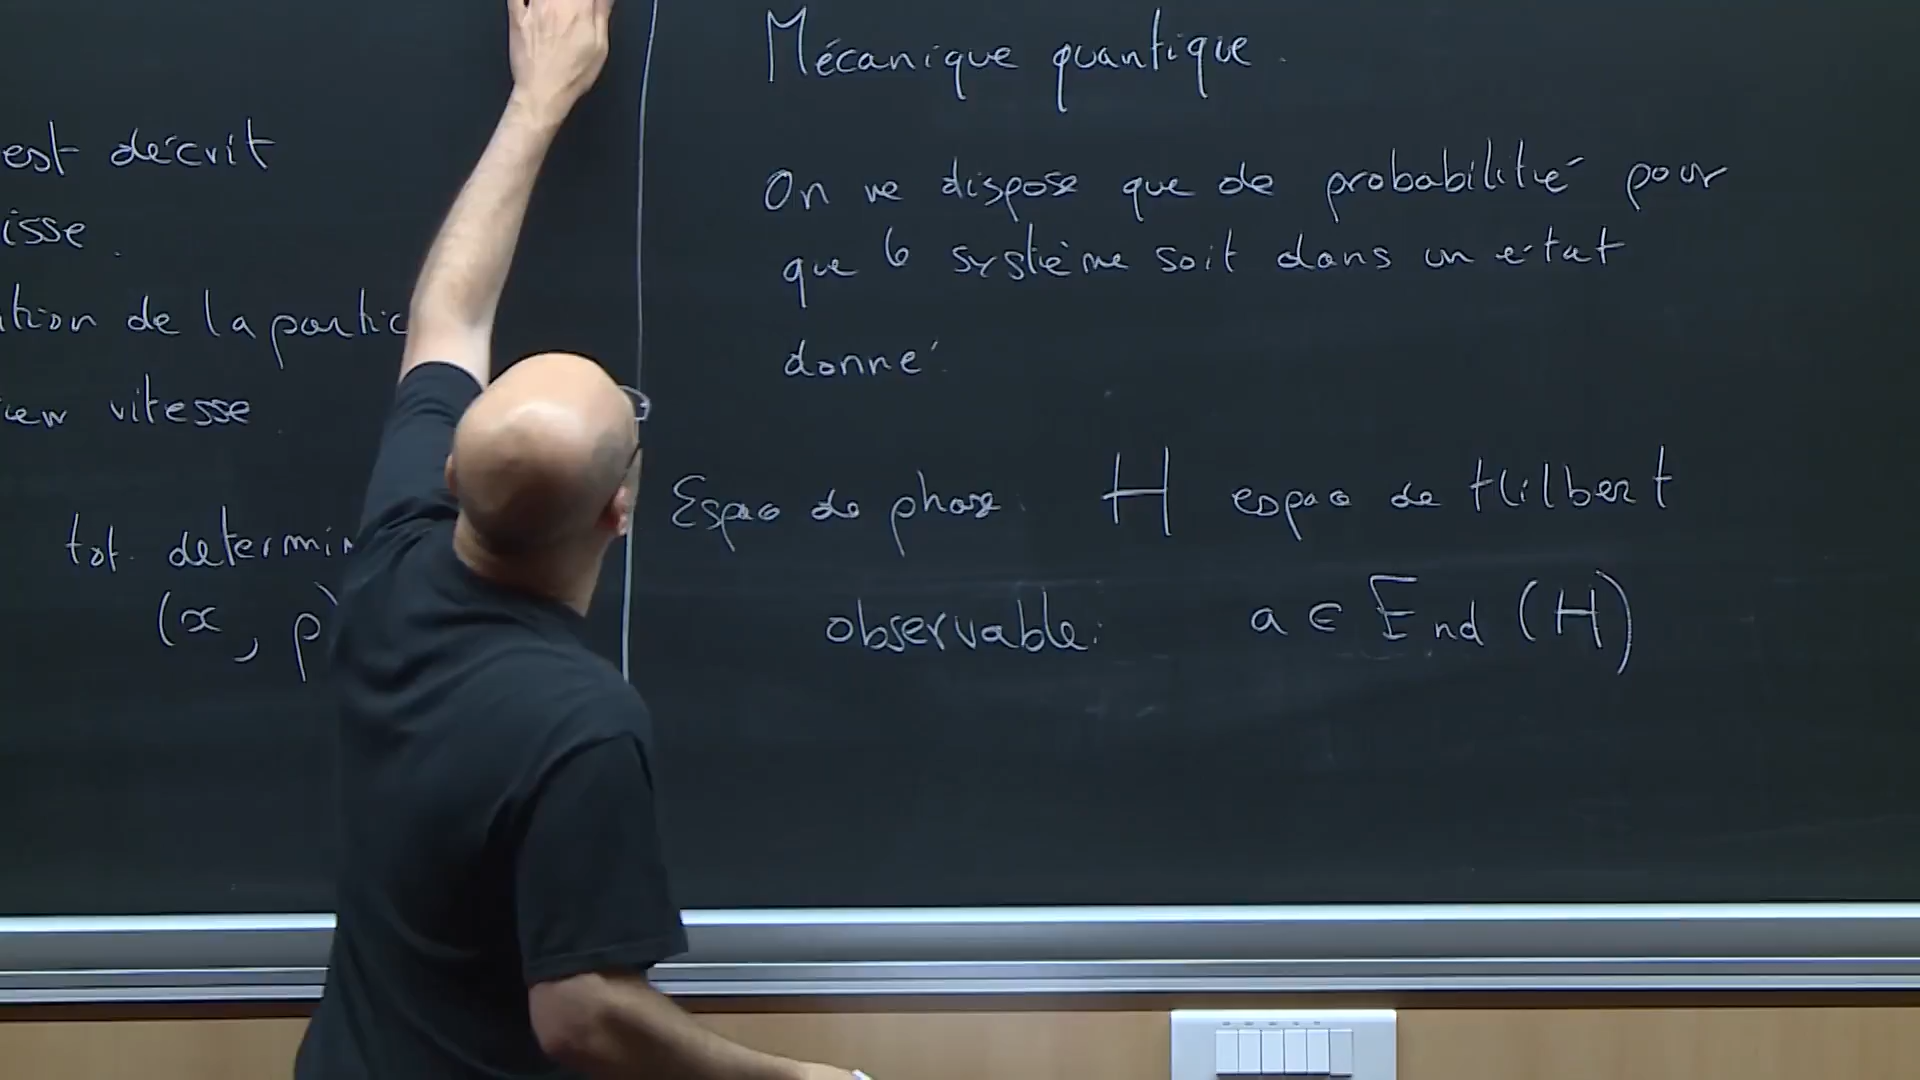 est décrit
isse.
ition de la partic
vitesse.
tot. determin
(x, p)
Mécanique quantique.
On ne dispose que de probabilité pour
que le système soit dans un état
donné.
Espace de phase: H espace de Hilbert
observable: a ∈ End (H)